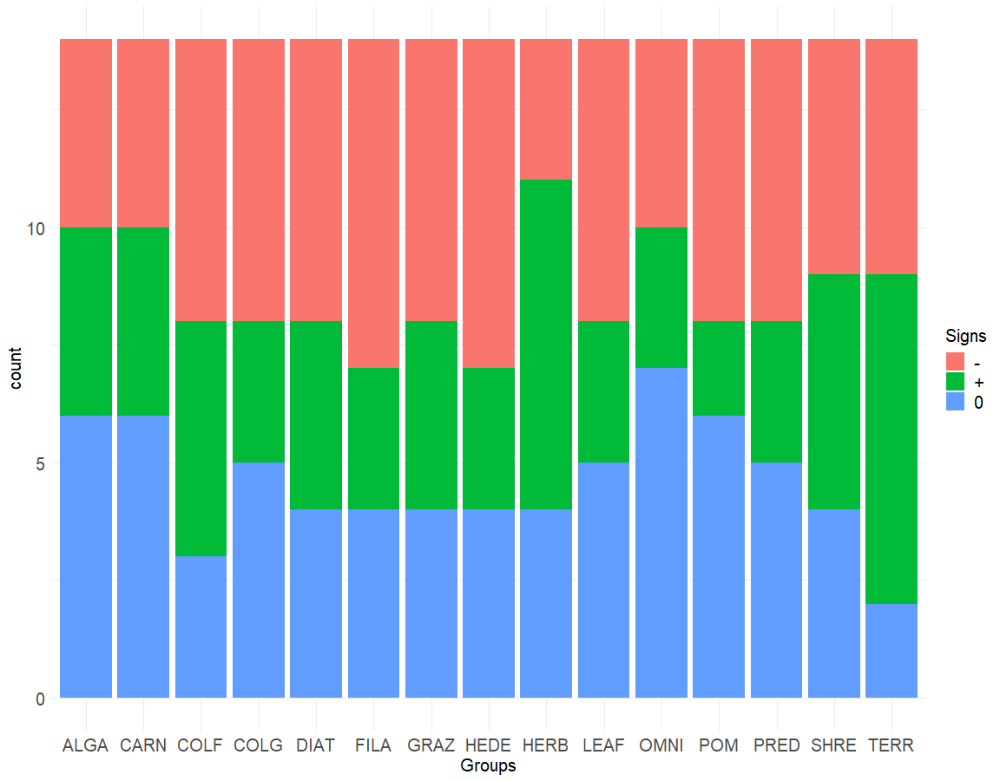 count
10
5
0
ALGA CARN COLF COLG DIAT FILA GRAZ HEDE HERB LEAF OMNI POM PRED SHRE TERR
Groups
Signs
-
+
0